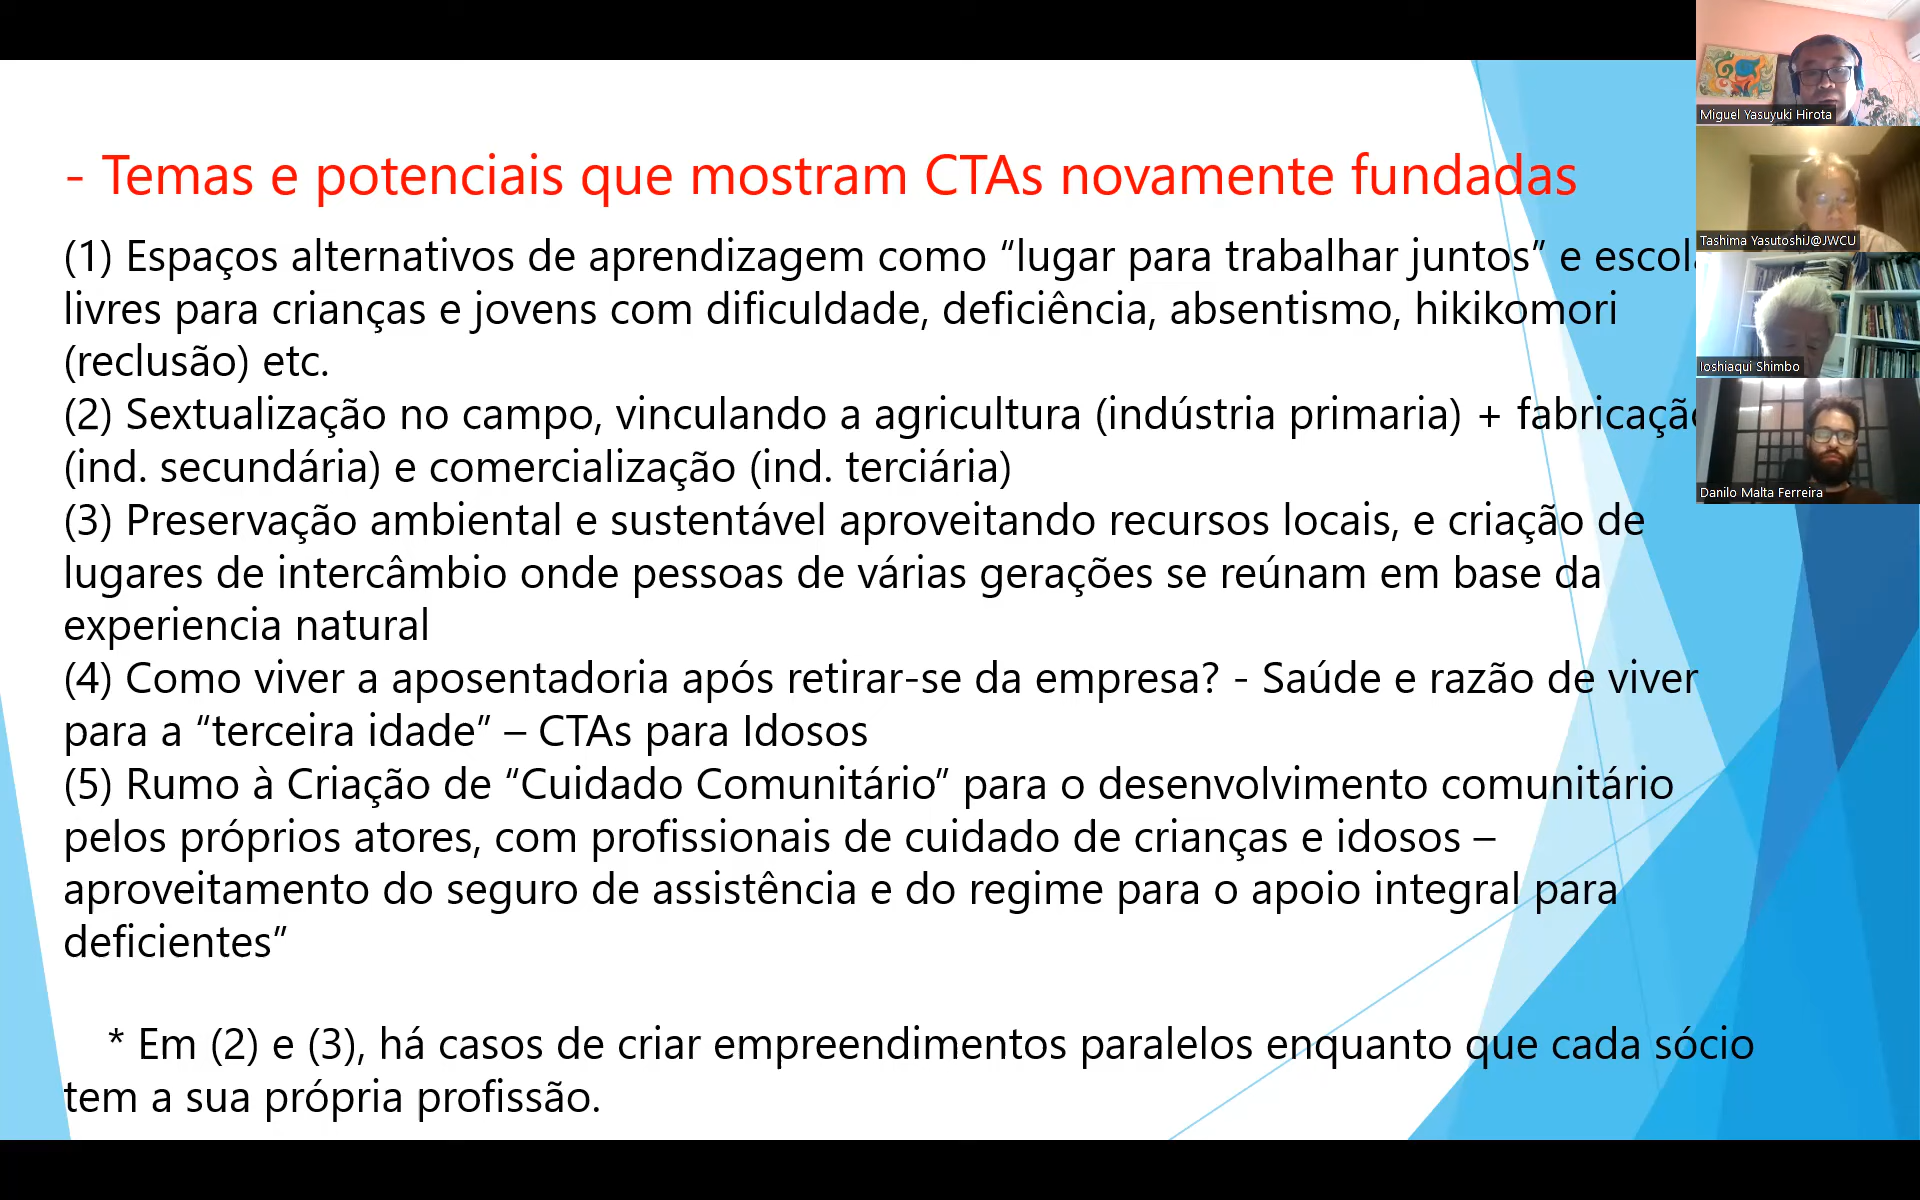 - Temas e potenciais que mostram CTAs novamente fundadas
(1) Espaços alternativos de aprendizagem como “lugar para trabalhar juntos” e
livres para crianças e jovens com dificuldade, deficiência, absentismo, hikikomori
(reclusão) etc.
(2) Sextualização no campo, vinculando a agricultura (indústria primaria) + fabricação
(ind. secundária) e comercialização (ind. terciária)
(3) Preservação ambiental e sustentável aproveitando recursos locais, e criação de
lugares de intercâmbio onde pessoas de várias gerações se reúnam em base da
experiencia natural
(4) Como viver a aposentadoria após retirar-se da empresa? - Saúde e razão de viver
para a “terceira idade” – CTAs para Idosos
(5) Rumo à Criação de “Cuidado Comunitário” para o desenvolvimento comunitário
pelos próprios atores, com profissionais de cuidado de crianças e idosos –
aproveitamento do seguro de assistência e do regime para o apoio integral para
deficientes”
* Em (2) e (3), há casos de criar empreendimentos paralelos enquanto que cada sócio
tem a sua própria profissão.
Miguel Yasuyuki Hirota
Tashima YasutoshiJ@JWCU
Ioshiaqui Shimbo
Danilo Malta Ferreira